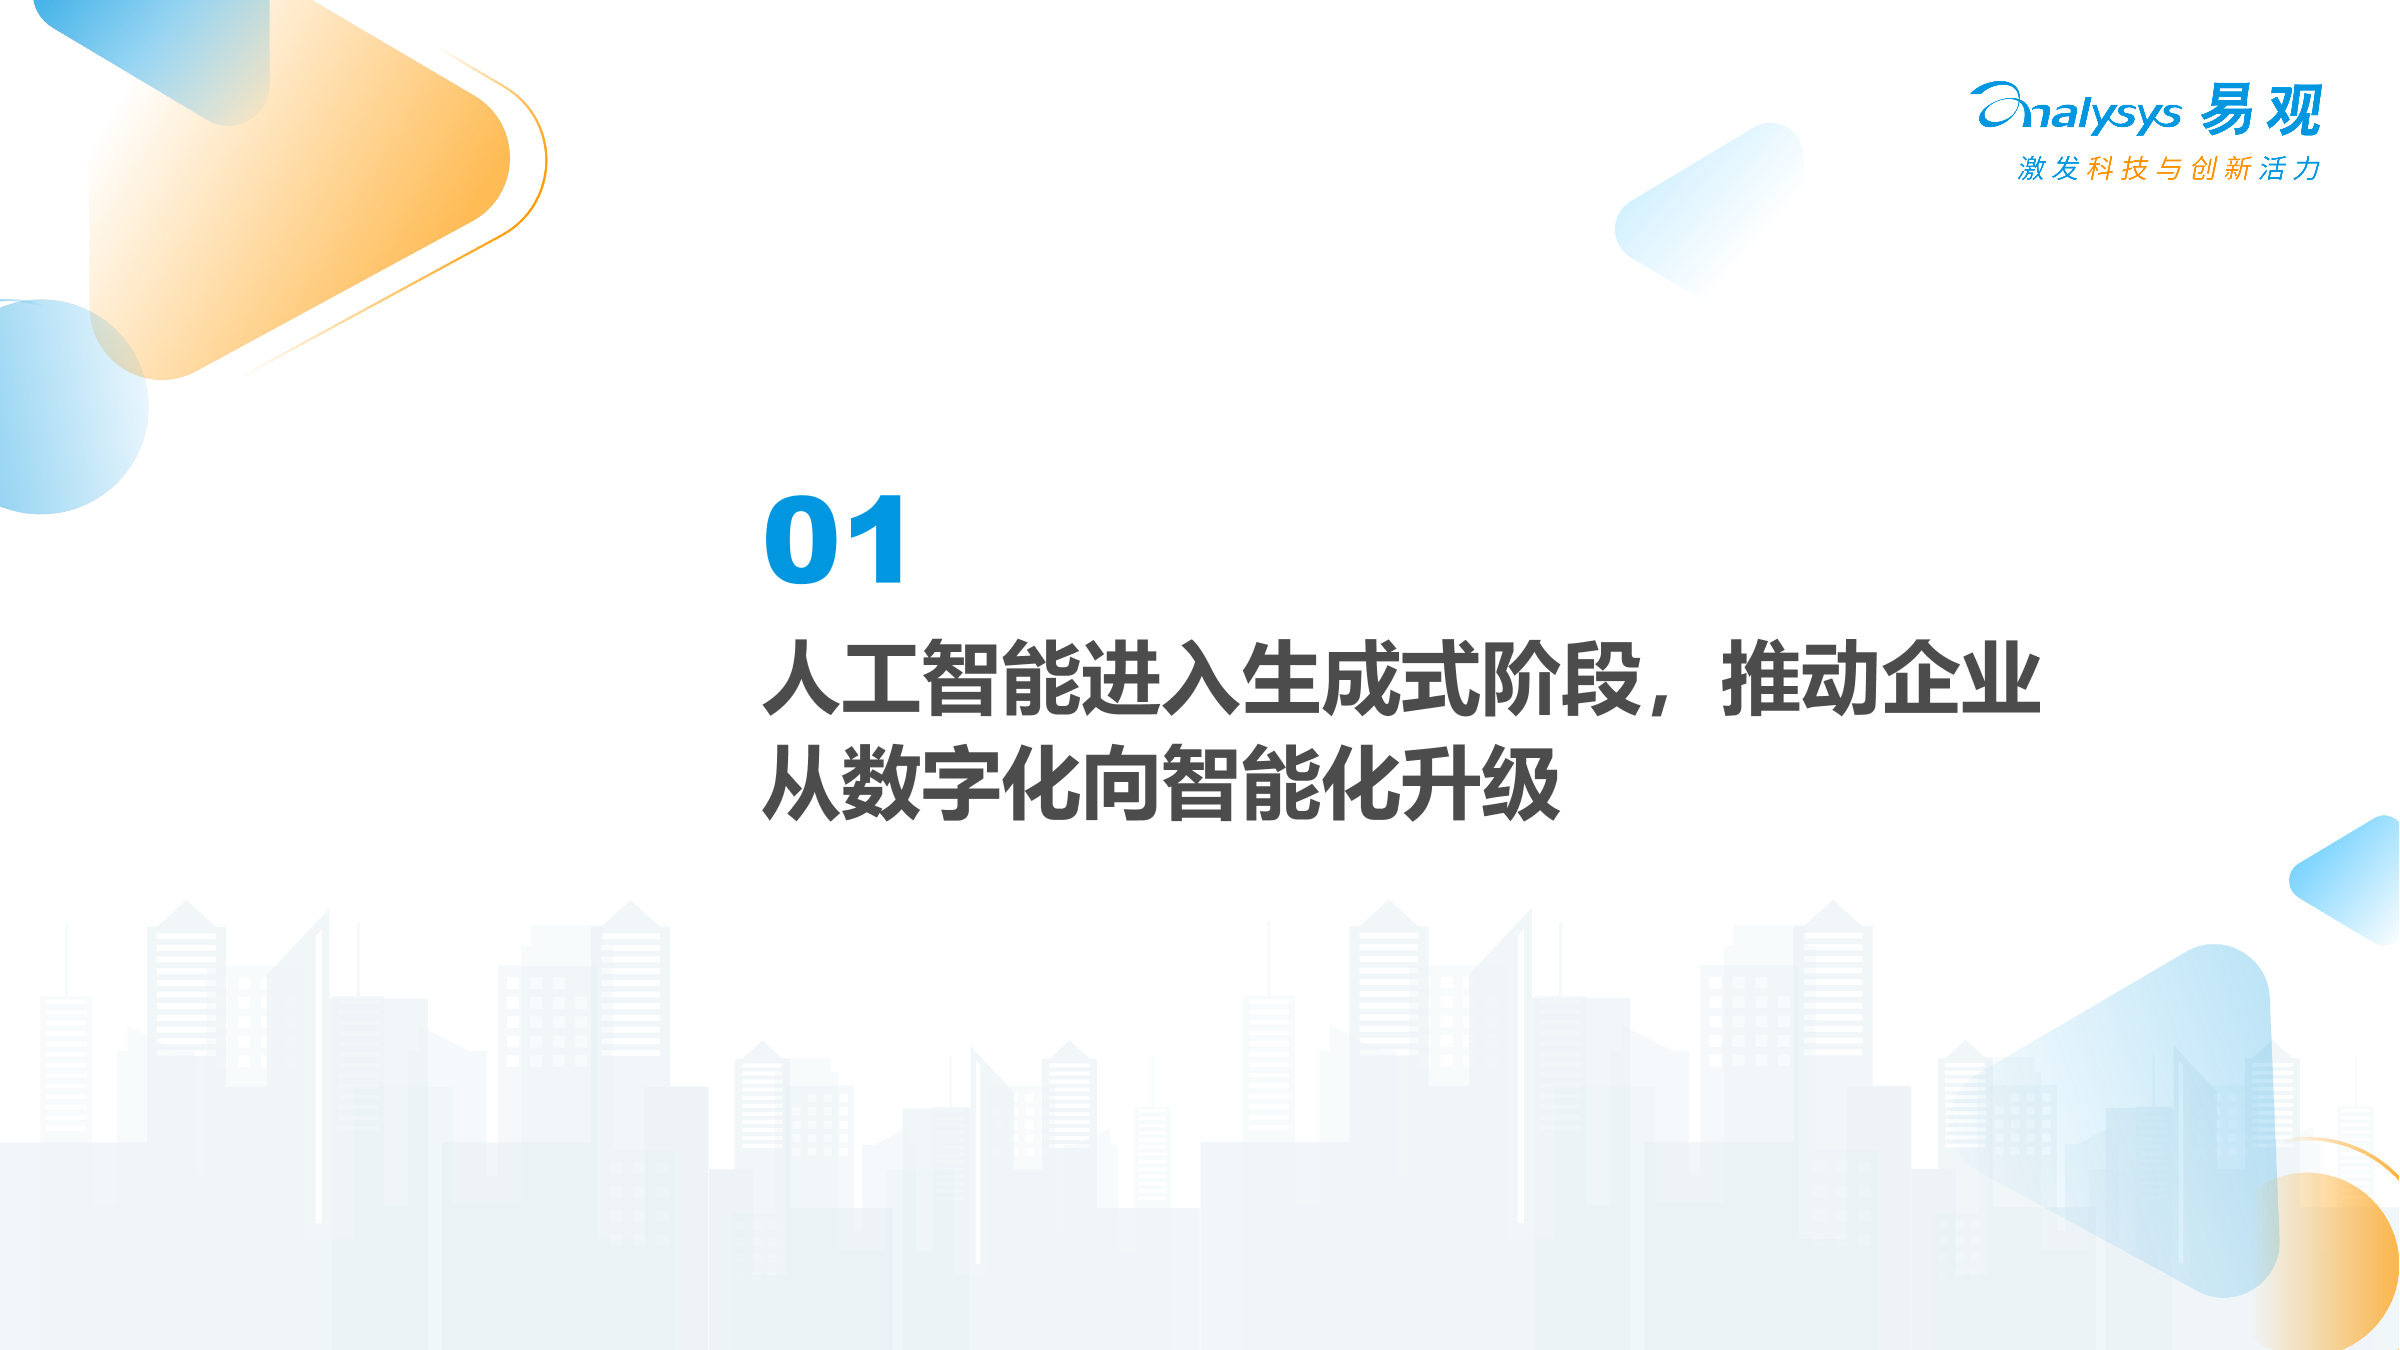 analysys 易观
激发科技与创新活力
01
人工智能进入生成式阶段，推动企业
从数字化向智能化升级